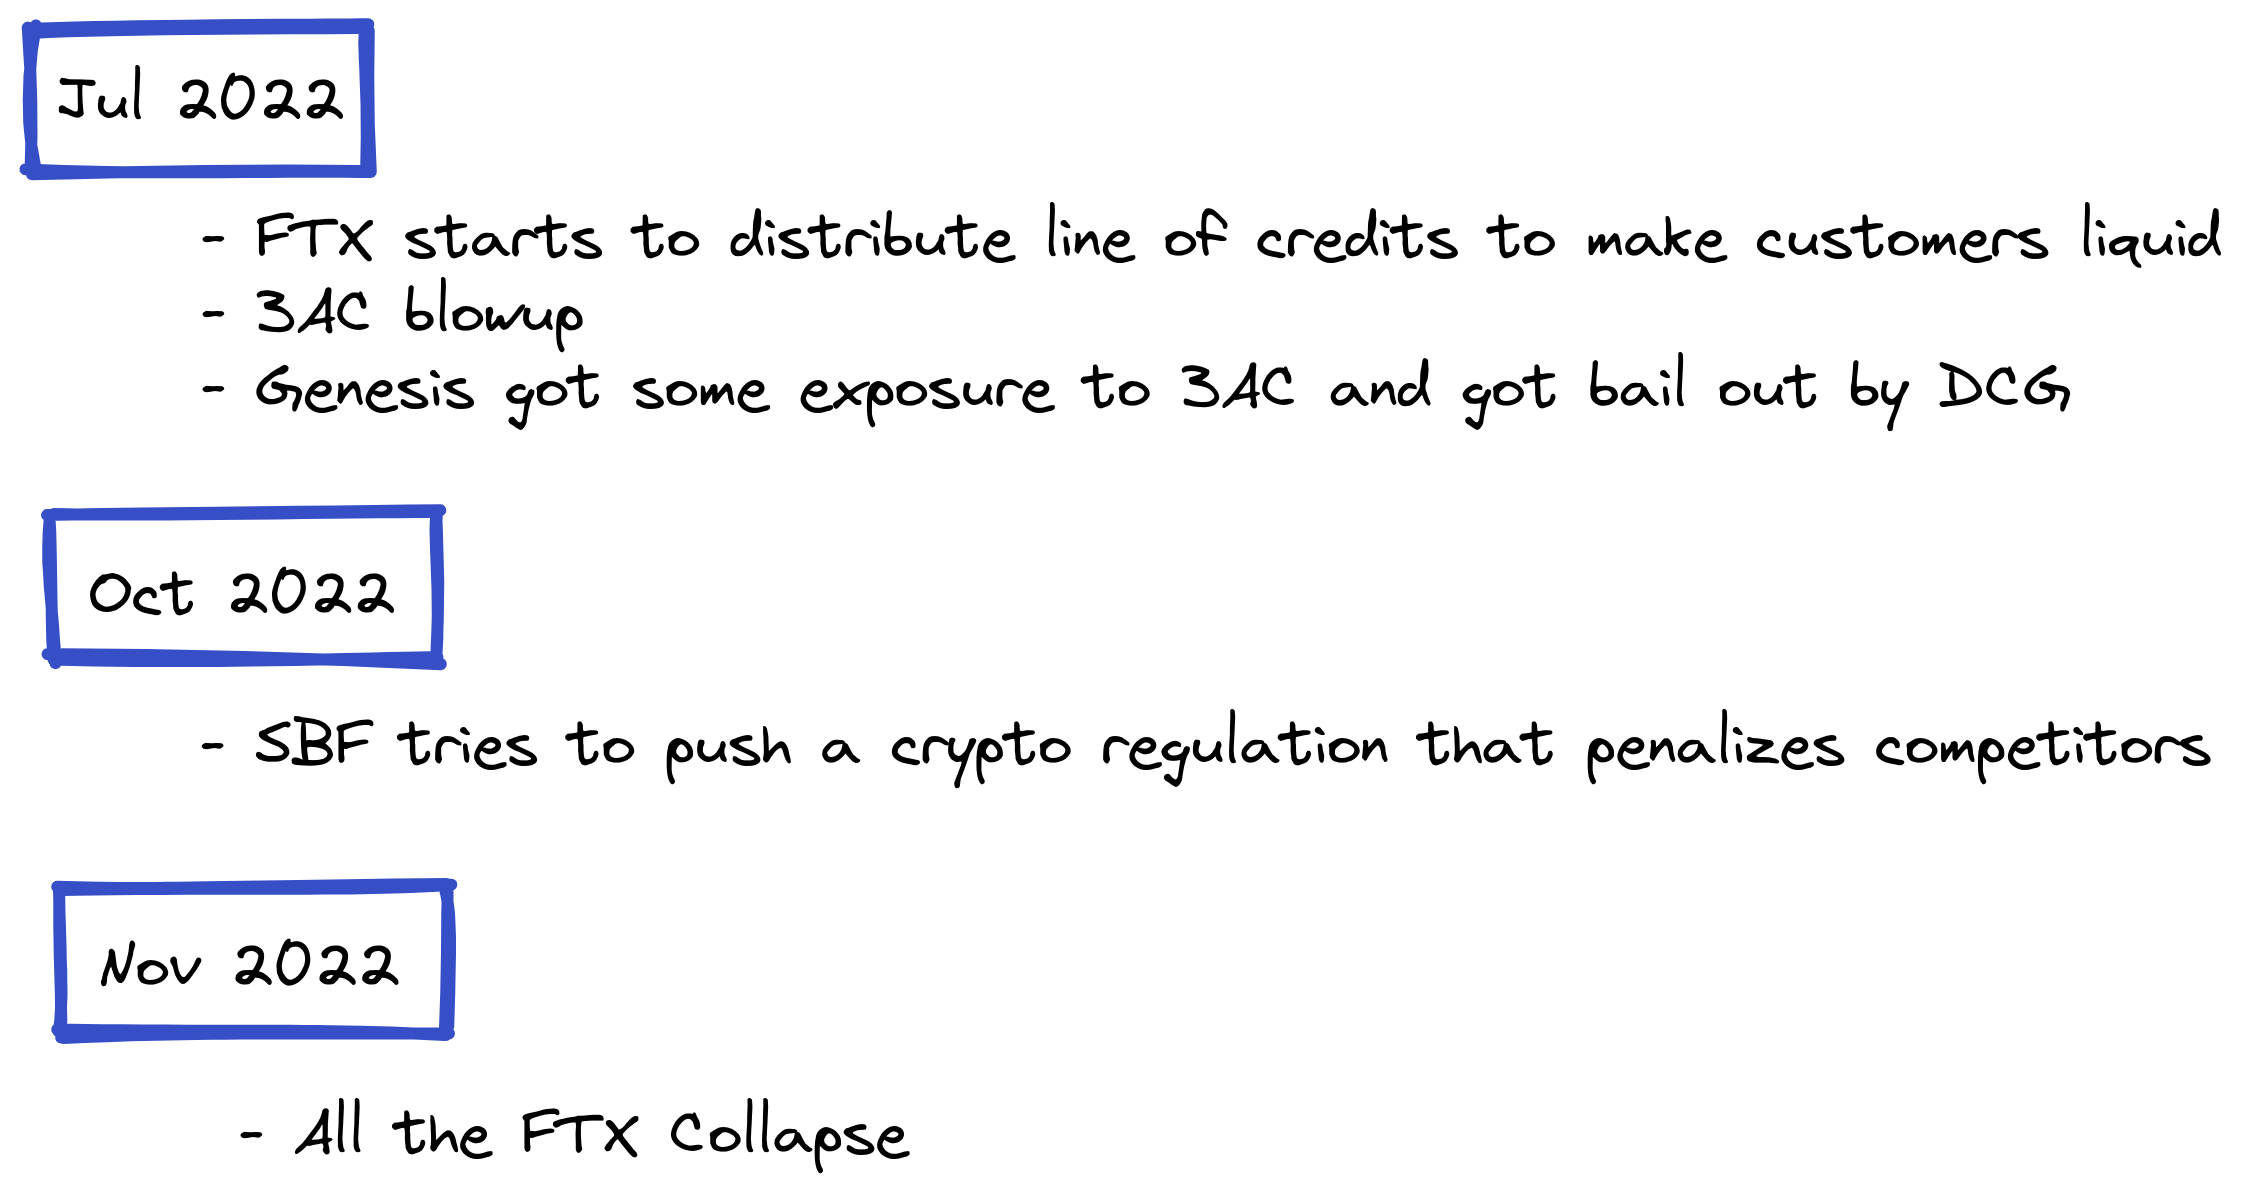 Jul 2022
- FTX starts to distribute line of credits to make customers liquid
- 3AC blowup
- Genesis got some exposure to 3AC and got bail out by DCG
Oct 2022
- SBF tries to push a crypto regulation that penalizes competitors
Nov 2022
- All the FTX Collapse